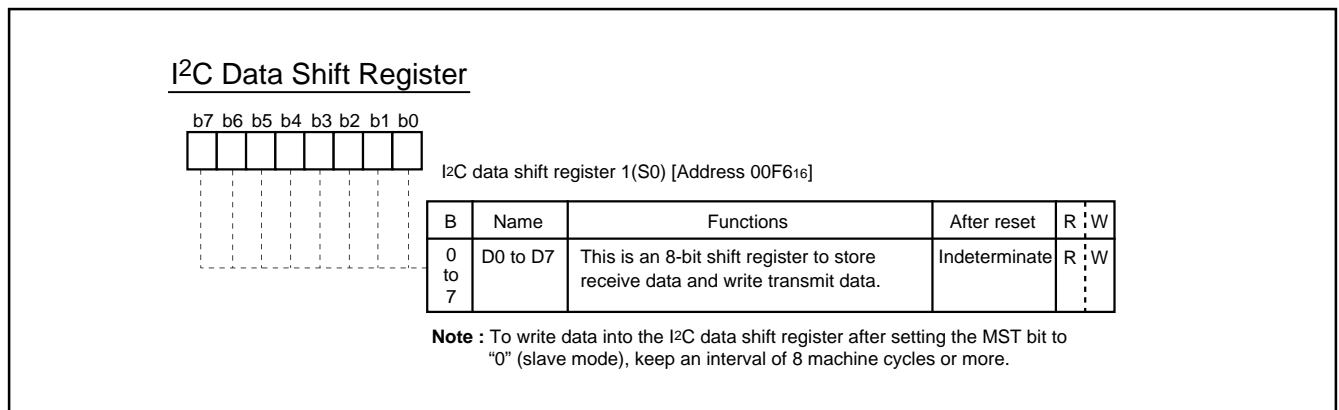 I2C Data Shift Register
b7 b6 b5 b4 b3 b2 b1 b0
I2C data shift register 1(S0) [Address 00F616]
B Name Functions After reset R W
0 to 7 D0 to D7 This is an 8-bit shift register to store Indeterminate R W
receive data and write transmit data.
Note : To write data into the I2C data shift register after setting the MST bit to
“0” (slave mode), keep an interval of 8 machine cycles or more.